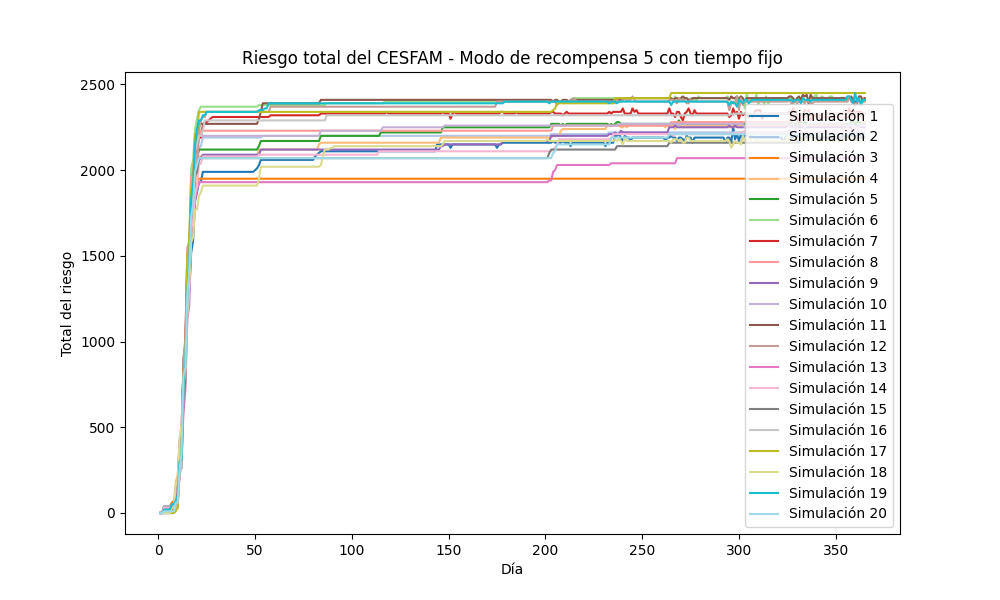 Riesgo total del CESFAM - Modo de recompensa 5 con tiempo fijo
Total del riesgo
2500
2000
1500
1000
500
0
0 50 100 150 200 250 300 350
Día
Simulación 1
Simulación 2
Simulación 3
Simulación 4
Simulación 5
Simulación 6
Simulación 7
Simulación 8
Simulación 9
Simulación 10
Simulación 11
Simulación 12
Simulación 13
Simulación 14
Simulación 15
Simulación 16
Simulación 17
Simulación 18
Simulación 19
Simulación 20